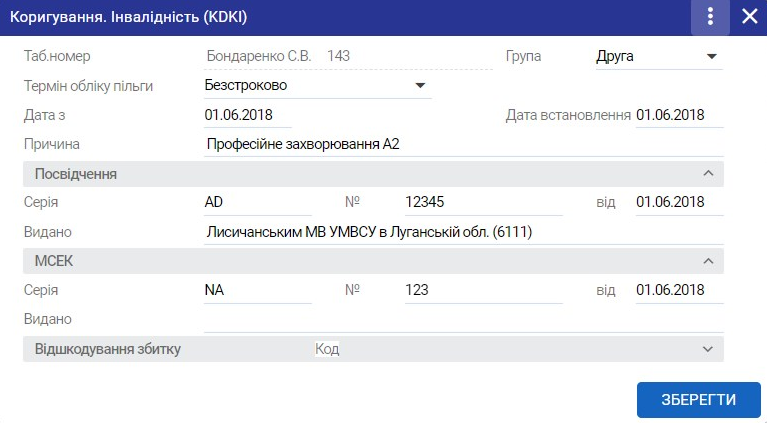 Коригування. Інвалідність (KDKI)
Таб.номер Бондаренко С.В. 143 Група Друга
Термін обліку пільги Безстроково
Дата з 01.06.2018 Дата встановлення 01.06.2018
Причина Професійне захворювання А2
Посвідчення
Серія AD № 12345 від 01.06.2018
Видано Лисичанським МВ УМВСУ в Луганській обл. (6111)
МСЕК
Серія NA № 123 від 01.06.2018
Видано
Відшкодування збитку Код
ЗБЕРЕГТИ